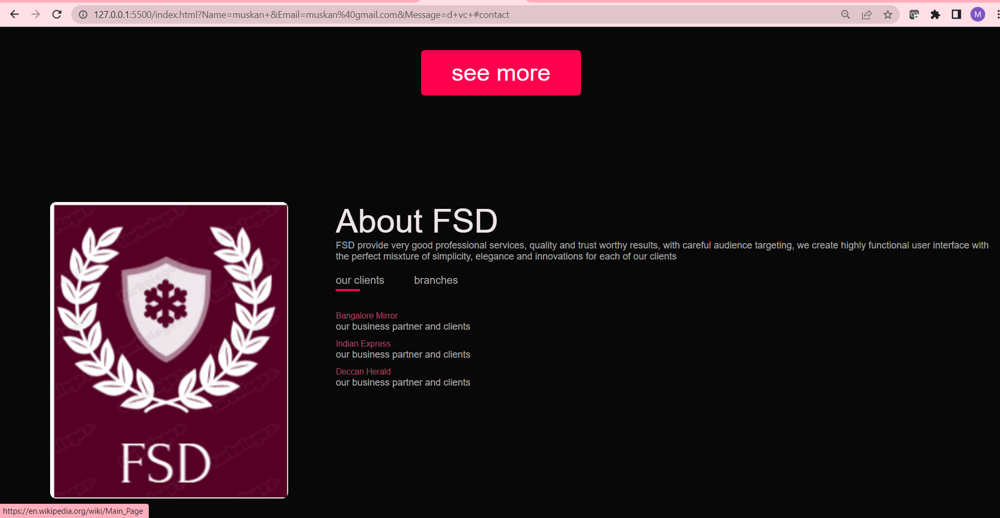 127.0.0.1:5500/index.html?Name=muskan+&Email=muskan%40gmail.com&Message=d+vc+#contact
M
see more
About FSD
FSD provide very good professional services, quality and trust worthy results, with careful audience targeting, we create highly functional user interface with
the perfect misxture of simplicity, elegance and innovations for each of our clients
our clients branches
Bangalore Mirror
our business partner and clients
Indian Express
our business partner and clients
Deccan Herald
our business partner and clients
turbologo
FSD
https://en.wikipedia.org/wiki/Main_Page